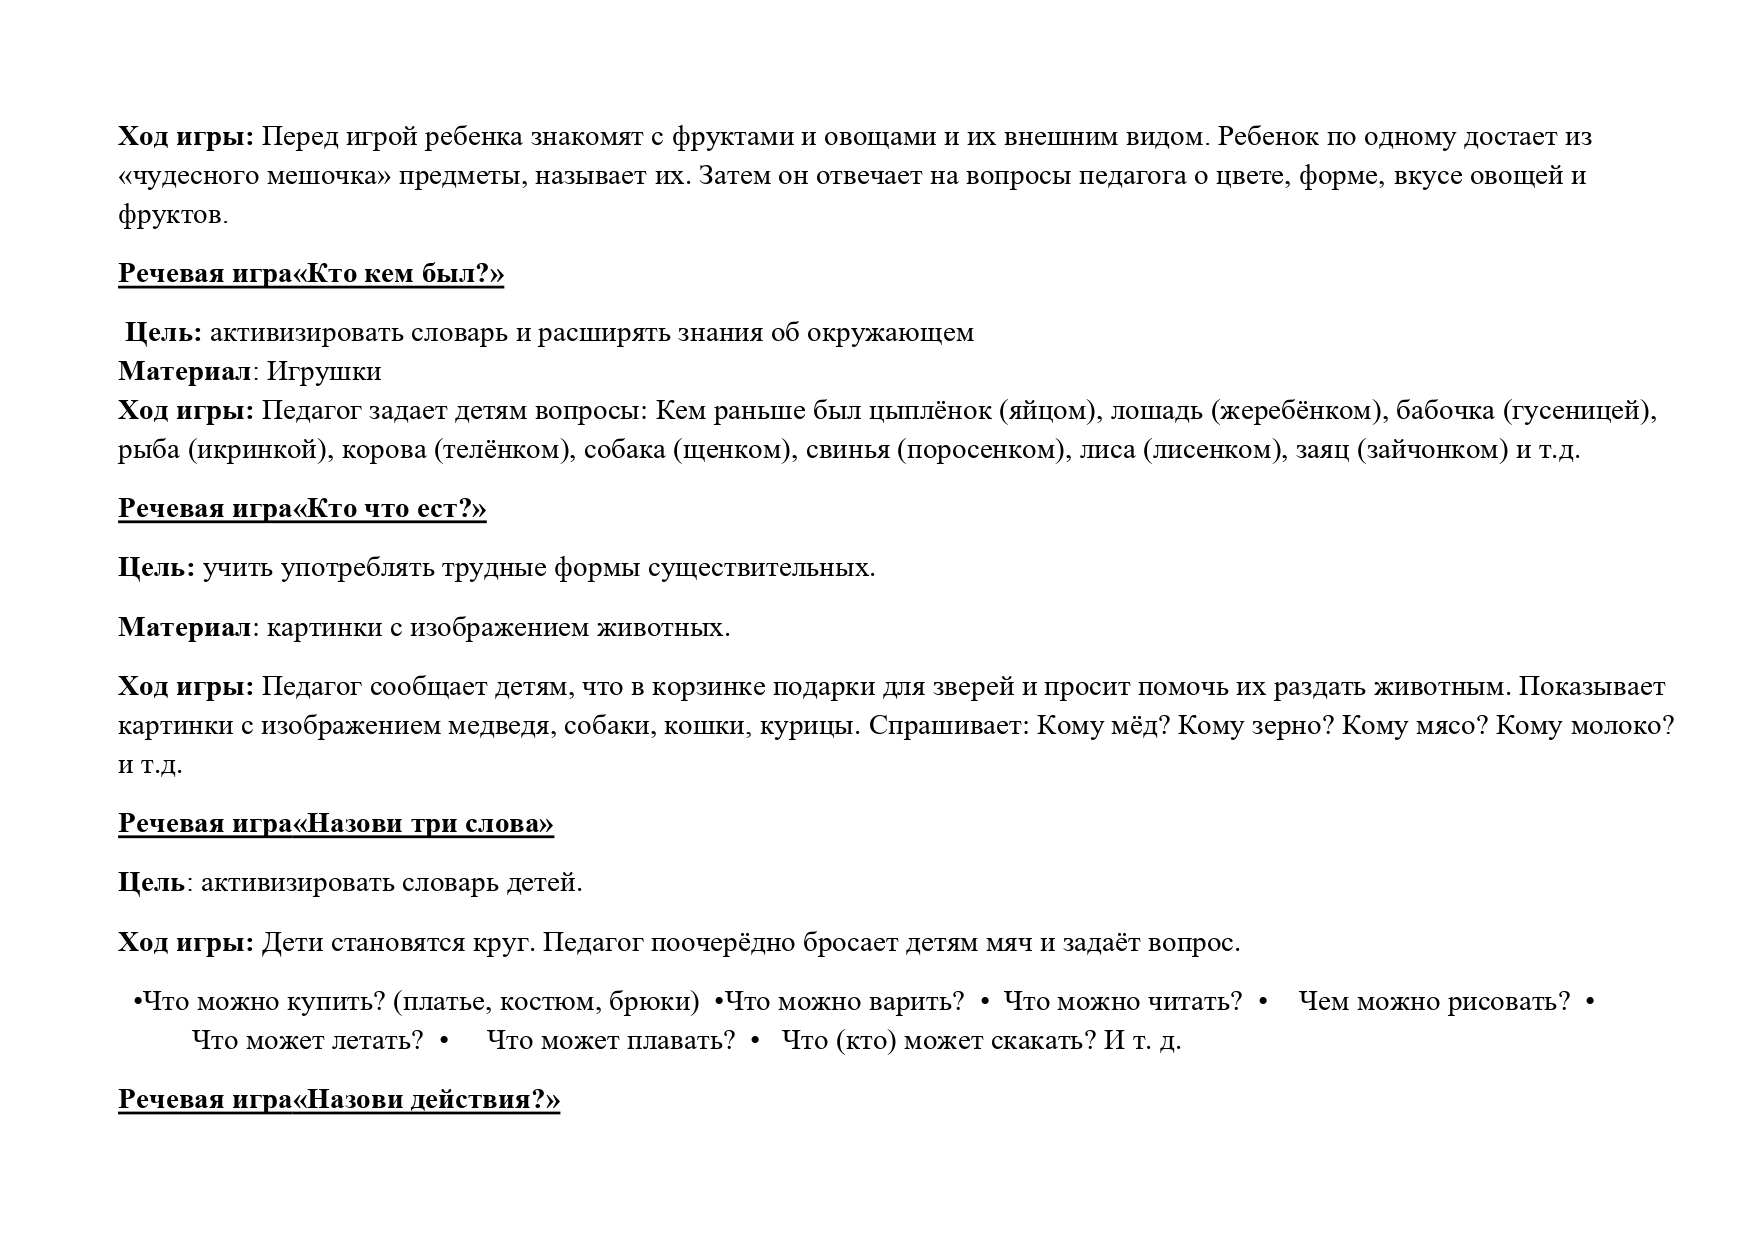 Ход игры: Перед игрой ребенка знакомят с фруктами и овощами и их внешним видом. Ребенок по одному достает из
«чудесного мешочка» предметы, называет их. Затем он отвечает на вопросы педагога о цвете, форме, вкусе овощей и
фруктов.
Речевая игра«Кто кем был?»
Цель: активизировать словарь и расширять знания об окружающем
Материал: Игрушки
Ход игры: Педагог задает детям вопросы: Кем раньше был цыплёнок (яйцом), лошадь (жеребёнком), бабочка (гусеницей),
рыба (икринкой), корова (телёнком), собака (щенком), свинья (поросенком), лиса (лисенком), заяц (зайчонком) и т.д.
Речевая игра«Кто что ест?»
Цель: учить употреблять трудные формы существительных.
Материал: картинки с изображением животных.
Ход игры: Педагог сообщает детям, что в корзинке подарки для зверей и просит помочь их раздать животным. Показывает
картинки с изображением медведя, собаки, кошки, курицы. Спрашивает: Кому мёд? Кому зерно? Кому мясо? Кому молоко?
и т.д.
Речевая игра«Назови три слова»
Цель: активизировать словарь детей.
Ход игры: Дети становятся круг. Педагог поочерёдно бросает детям мяч и задаёт вопрос.
•Что можно купить? (платье, костюм, брюки) •Что можно варить? • Что можно читать? • Чем можно рисовать? •
Что может летать? • Что может плавать? • Что (кто) может скакать? И т. д.
Речевая игра«Назови действия?»